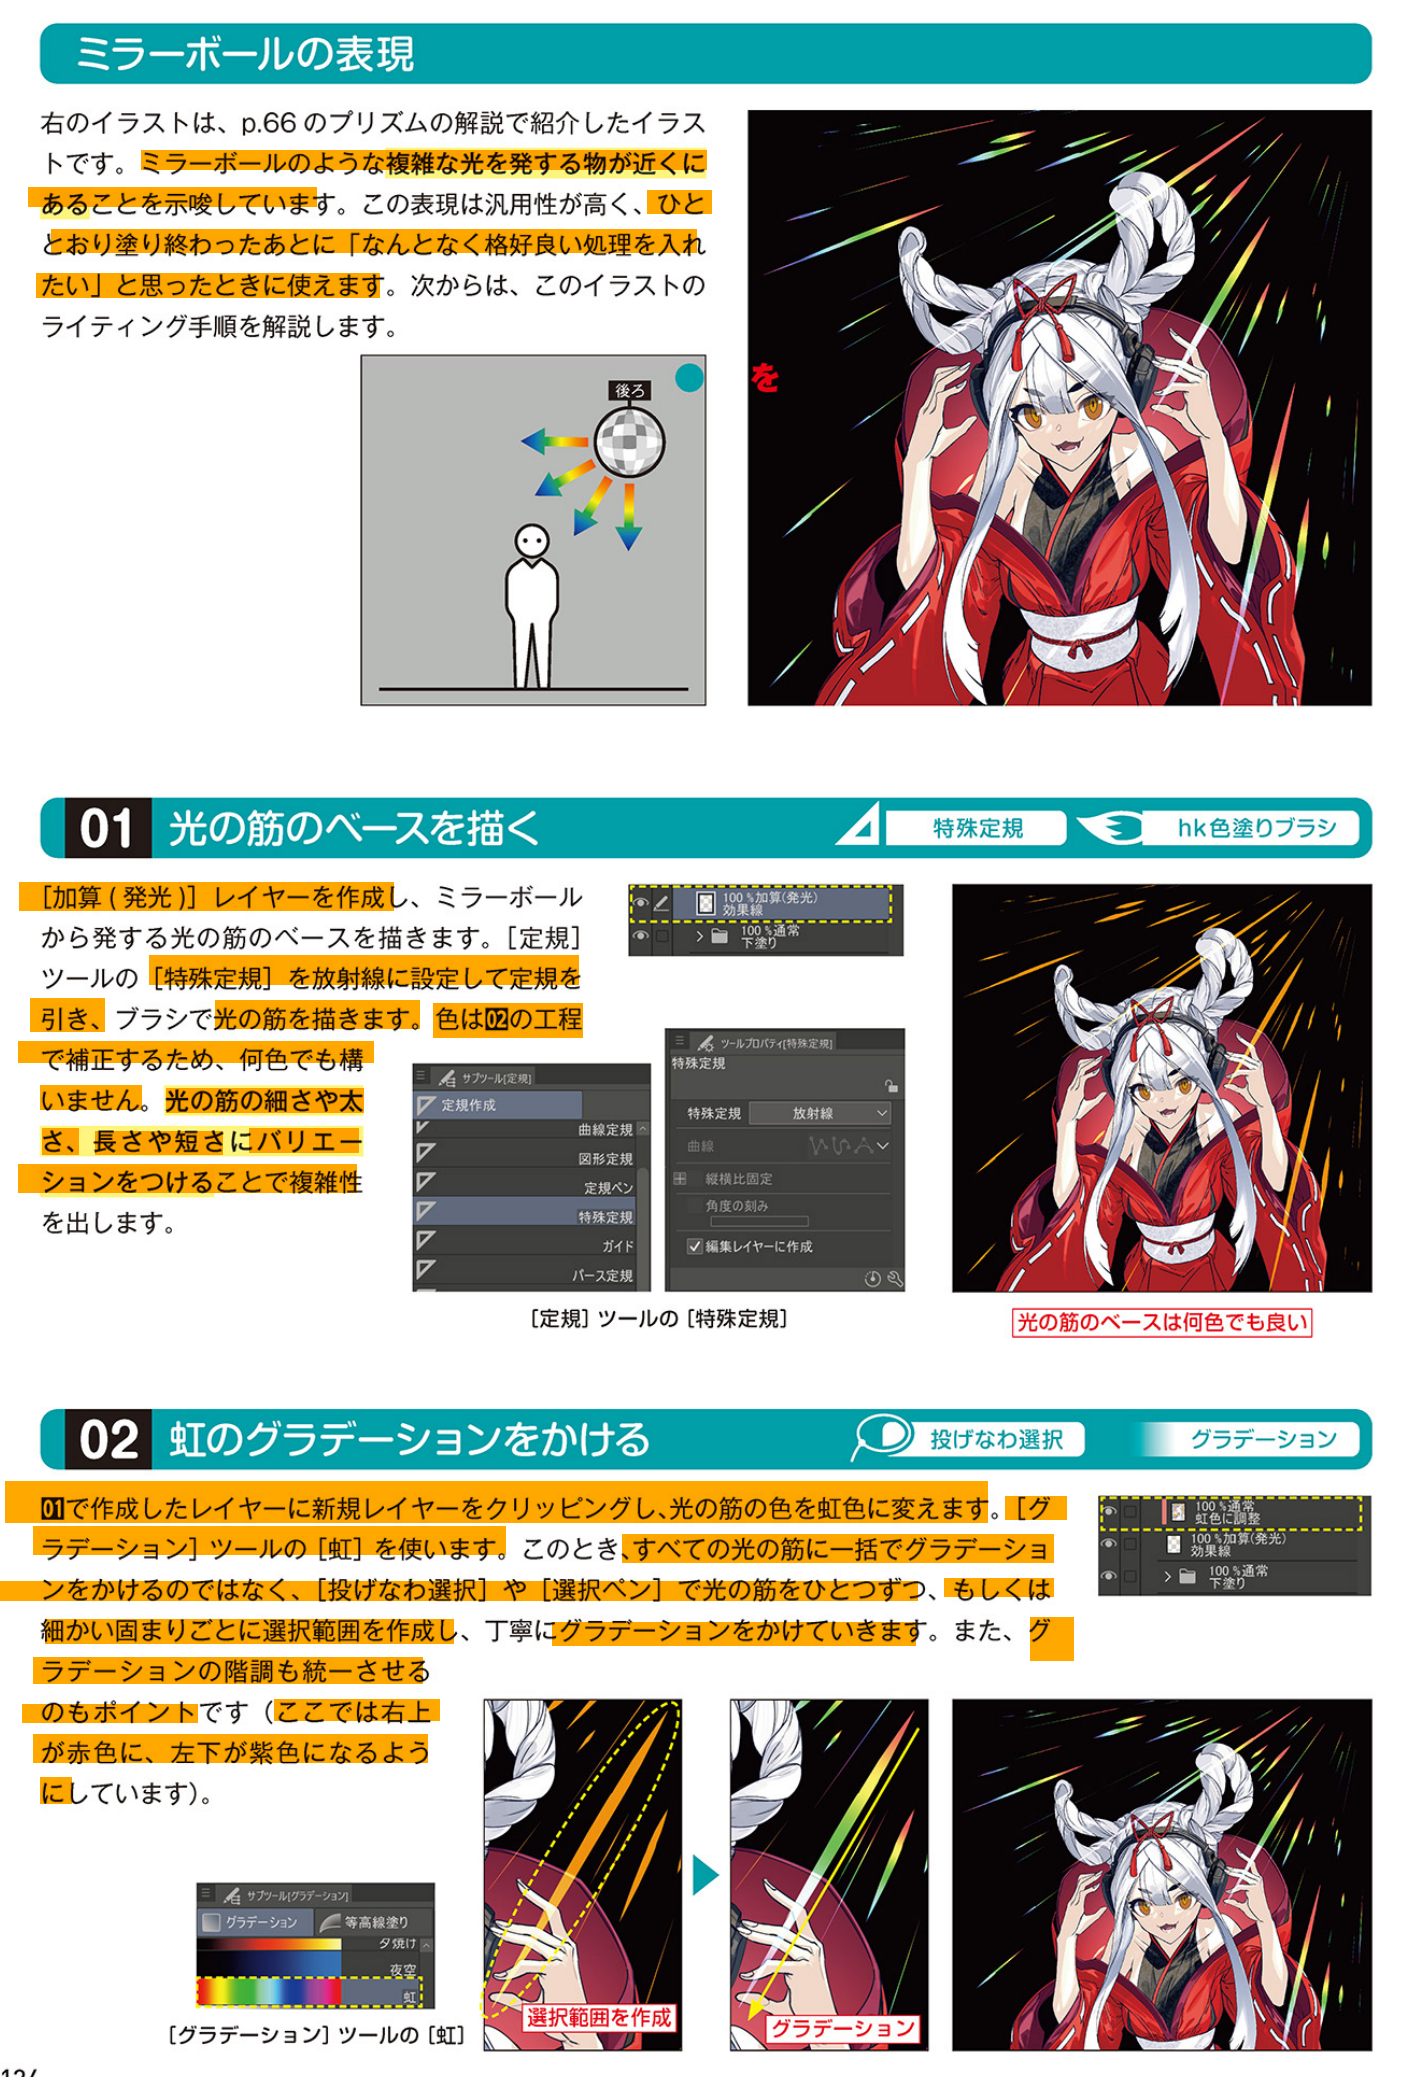 ミラーボールの表現
右のイラストは、p.66 のプリズムの解説で紹介したイラス
トです。ミラーボールのような複雑な光を発する物が近くに
あることを示唆しています。この表現は汎用性が高く、ひと
とおり塗り終わったあとに「なんとなく格好良い処理を入れ
たい」と思ったときに使えます。次からは、このイラストの
ライティング手順を解説します。
後ろ
を
01 光の筋のベースを描く
特殊定規
hk色塗りブラシ
［加算 ( 発光 )］レイヤーを作成し、ミラーボール
から発する光の筋のベースを描きます。［定規］
ツールの［特殊定規］を放射線に設定して定規を
引き、ブラシで光の筋を描きます。色は02の工程
で補正するため、何色でも構
いません。光の筋の細さや太
さ、長さや短さにバリエー
ションをつけることで複雑性
を出します。
100 %加算(発光)
効果線
100 %通常
下塗り
サブツール[定規]
定規作成
曲線定規
図形定規
定規ペン
特殊定規
ガイド
パース定規
ツールプロパティ[特殊定規]
特殊定規
特殊定規 放射線
曲線
縦横比固定
角度の刻み
編集レイヤーに作成
［定規］ツールの［特殊定規］
光の筋のベースは何色でも良い
02 虹のグラデーションをかける
投げなわ選択
グラデーション
01で作成したレイヤーに新規レイヤーをクリッピングし、光の筋の色を虹色に変えます。［グ
ラデーション］ツールの［虹］を使います。このとき、すべての光の筋に一括でグラデーショ
ンをかけるのではなく、［投げなわ選択］や［選択ペン］で光の筋をひとつずつ、もしくは
細かい固まりごとに選択範囲を作成し、丁寧にグラデーションをかけていきます。また、グ
ラデーションの階調も統一させる
のもポイントです（ここでは右上
が赤色に、左下が紫色になるよう
にしています）。
100 %通常
虹色に調整
100 %加算(発光)
効果線
100 %通常
下塗り
サブツール[グラデーション]
グラデーション 等高線塗り
夕焼け
夜空
虹
［グラデーション］ツールの［虹］
選択範囲を作成
グラデーション